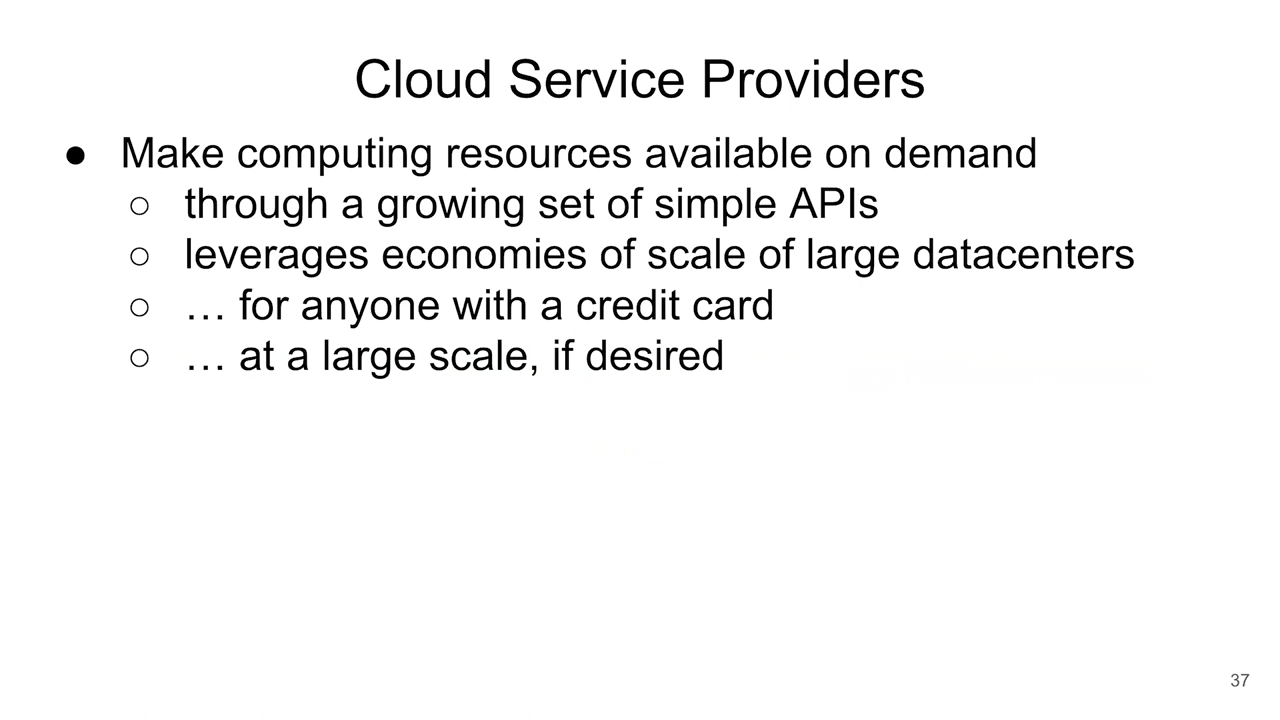 Cloud Service Providers
● Make computing resources available on demand
○ through a growing set of simple APIs
○ leverages economies of scale of large datacenters
○ … for anyone with a credit card
○ … at a large scale, if desired
37